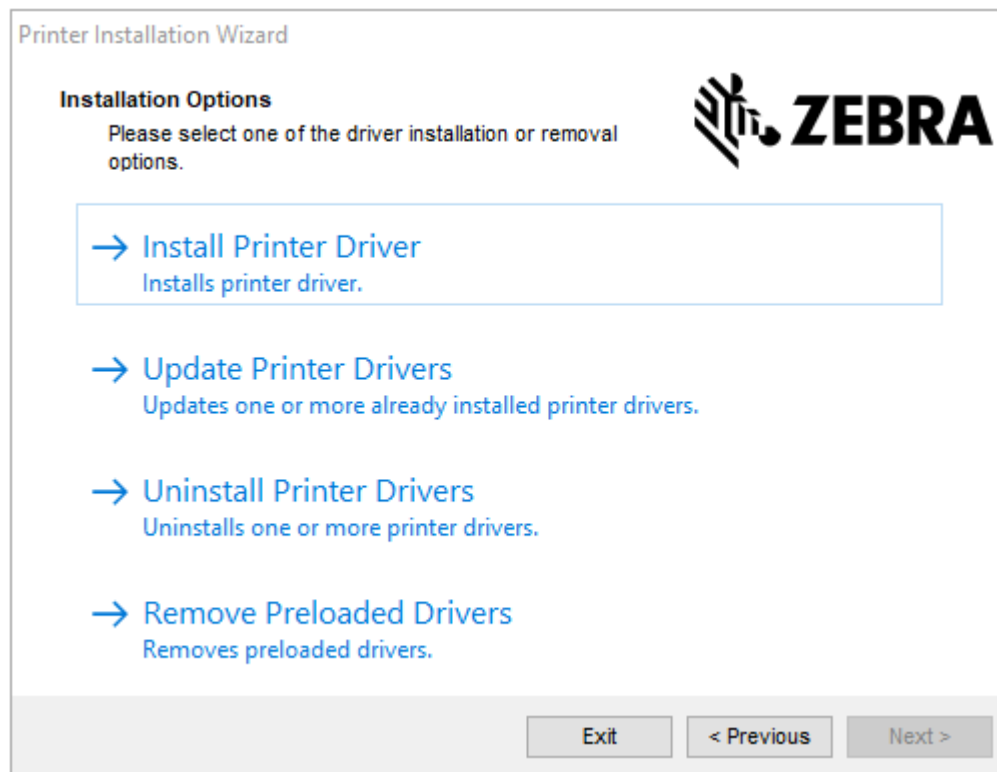 Printer Installation Wizard
Installation Options
Please select one of the driver installation or removal
options.
ZEBRA
Install Printer Driver
Installs printer driver.
Update Printer Drivers
Updates one or more already installed printer drivers.
Uninstall Printer Drivers
Uninstalls one or more printer drivers.
Remove Preloaded Drivers
Removes preloaded drivers.
Exit
< Previous
Next >